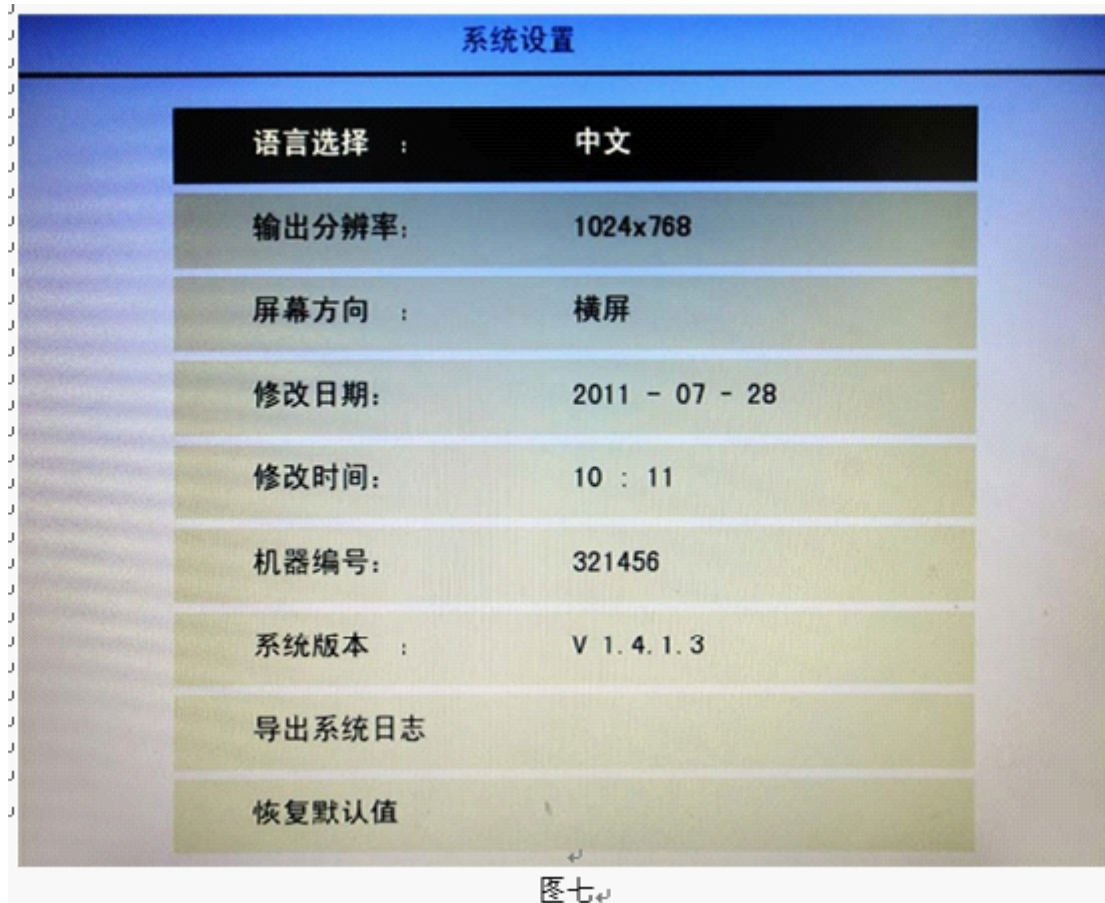 系统设置
语言选择 : 中文
输出分辨率: 1024x768
屏幕方向 : 横屏
修改日期: 2011 - 07 - 28
修改时间: 10 : 11
机器编号: 321456
系统版本 : V 1.4.1.3
导出系统日志
恢复默认值
图七